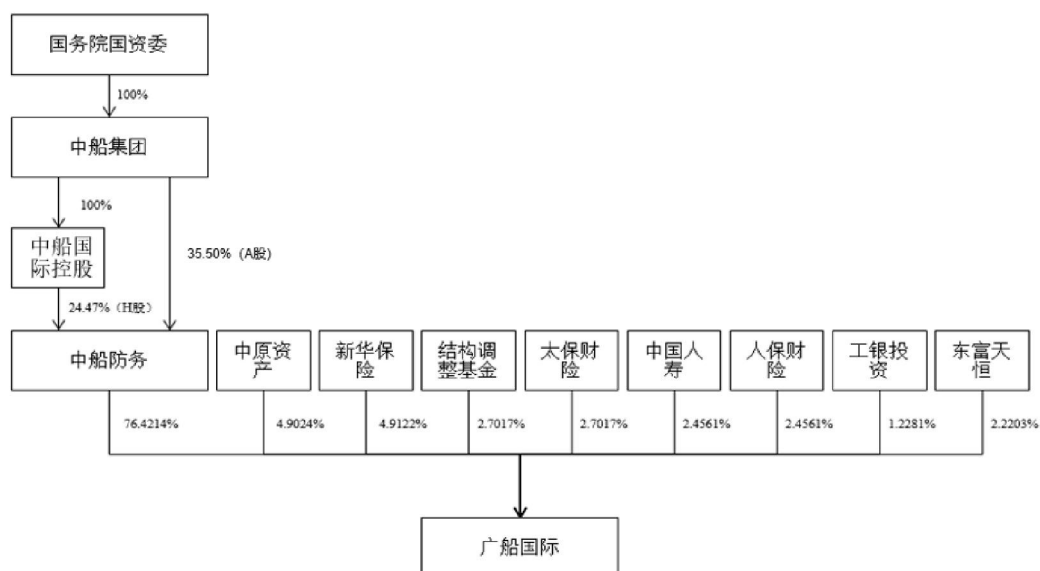 国务院国资委
100%
中船集团
100%
中船国
际控股
35.50% (A股)
24.47%（H股）
中船防务
中原资
产
新华保
险
结构调
整基金
太保财
险
中国人
寿
人保财
险
工银投
资
东富天
恒
76.4214%
4.9024%
4.9122%
2.7017%
2.7017%
2.4561%
2.4561%
1.2281%
2.2203%
广船国际